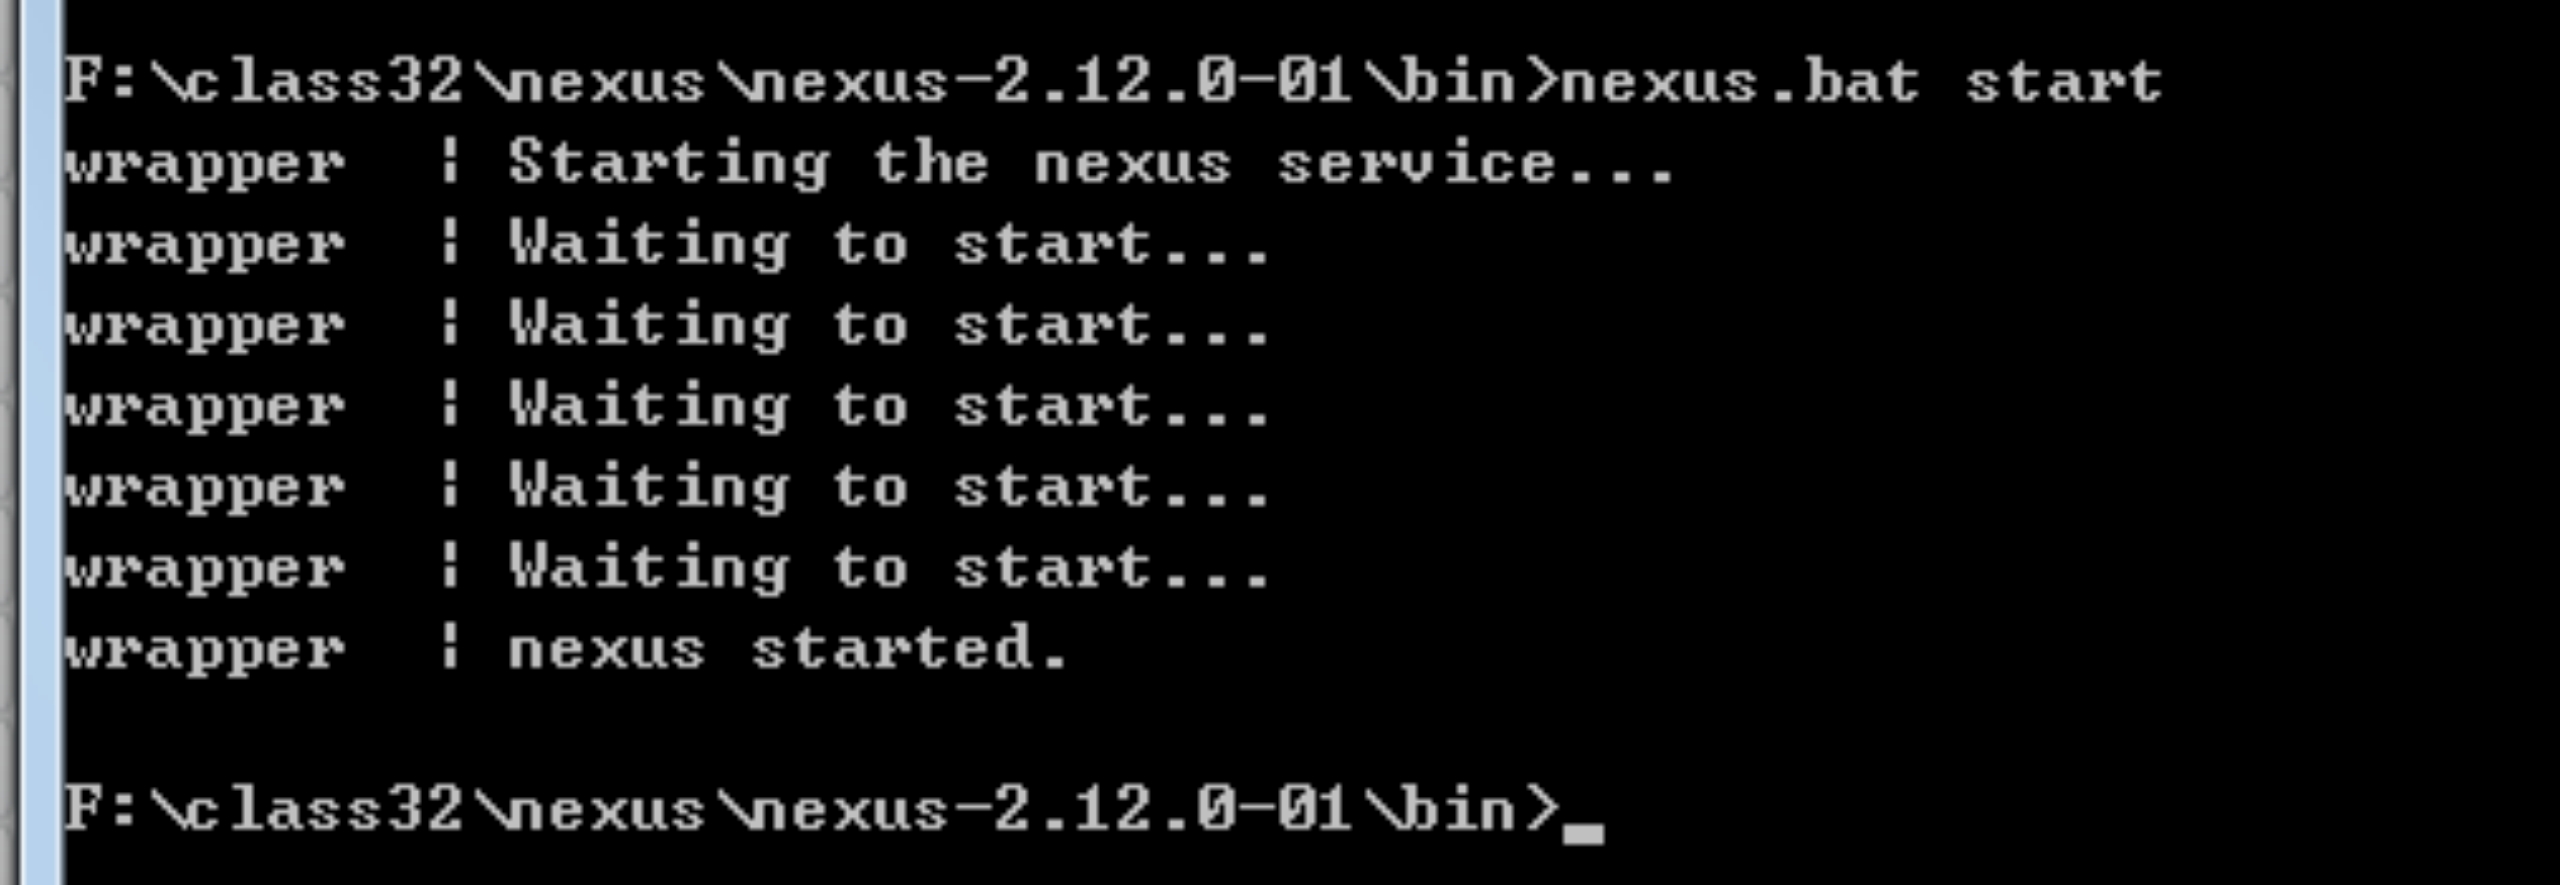 F:\class32\nexus\nexus-2.12.0-01\bin>nexus.bat start
wrapper  | Starting the nexus service...
wrapper  | Waiting to start...
wrapper  | Waiting to start...
wrapper  | Waiting to start...
wrapper  | Waiting to start...
wrapper  | Waiting to start...
wrapper  | nexus started.
F:\class32\nexus\nexus-2.12.0-01\bin>_